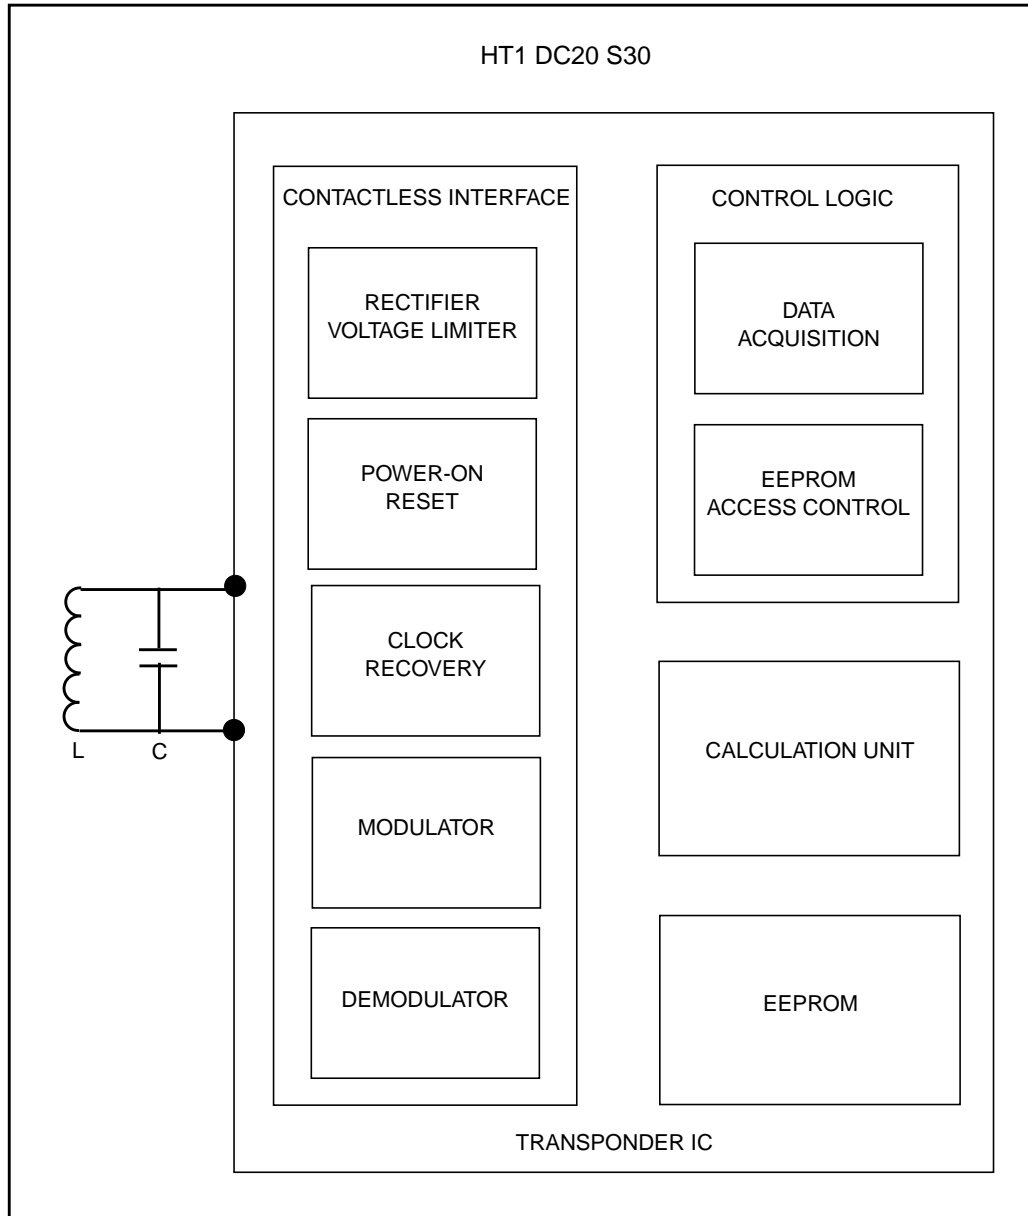 HT1 DC20 S30
CONTACTLESS INTERFACE
RECTIFIER
VOLTAGE LIMITER
POWER-ON
RESET
CLOCK
RECOVERY
MODULATOR
DEMODULATOR
CONTROL LOGIC
DATA
ACQUISITION
EEPROM
ACCESS CONTROL
CALCULATION UNIT
EEPROM
L
C
TRANSPONDER IC